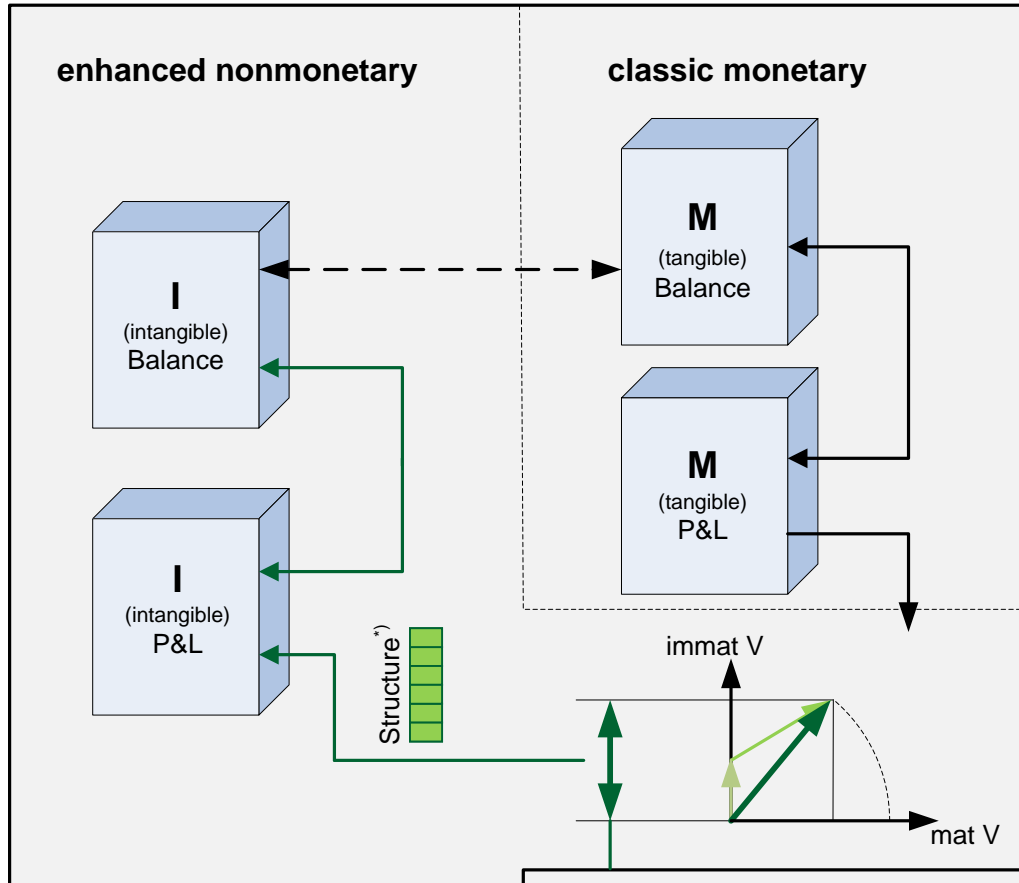 enhanced nonmonetary
classic monetary
M
(tangible)
Balance
I
(intangible)
Balance
M
(tangible)
P&L
I
(intangible)
P&L
Structure*)
immat V
mat V